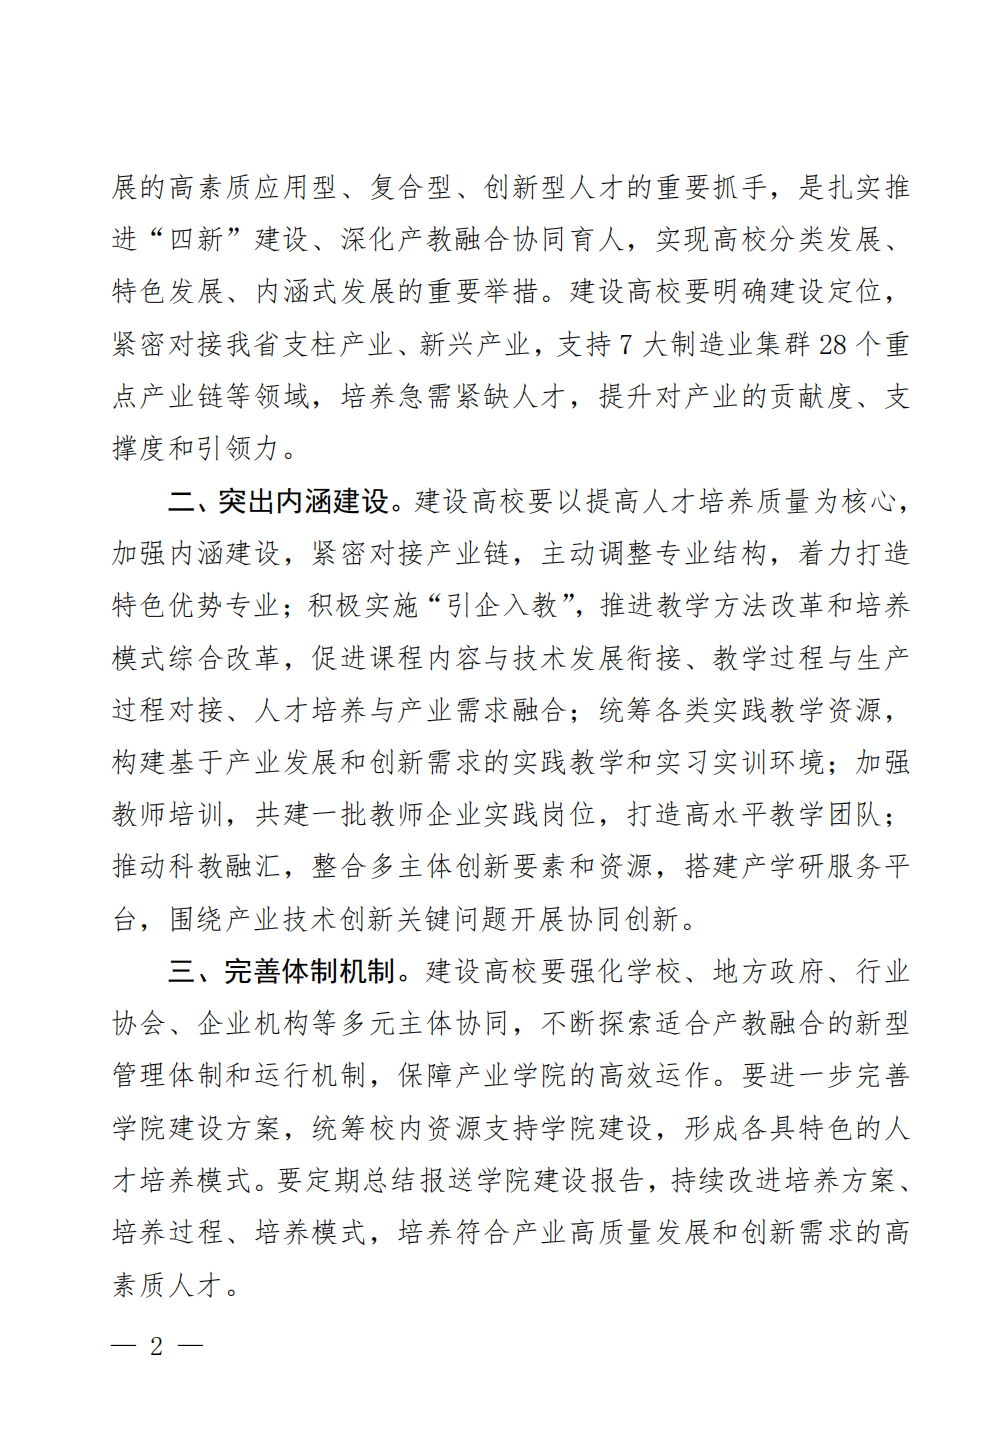 展的高素质应用型、复合型、创新型人才的重要抓手，是扎实推
进“四新”建设、深化产教融合协同育人，实现高校分类发展、
特色发展、内涵式发展的重要举措。建设高校要明确建设定位，
紧密对接我省支柱产业、新兴产业，支持 7 大制造业集群 28 个重
点产业链等领域，培养急需紧缺人才，提升对产业的贡献度、支
撑度和引领力。
二、突出内涵建设。建设高校要以提高人才培养质量为核心，
加强内涵建设，紧密对接产业链，主动调整专业结构，着力打造
特色优势专业；积极实施“引企入教”，推进教学方法改革和培养
模式综合改革，促进课程内容与技术发展衔接、教学过程与生产
过程对接、人才培养与产业需求融合；统筹各类实践教学资源，
构建基于产业发展和创新需求的实践教学和实习实训环境；加强
教师培训，共建一批教师企业实践岗位，打造高水平教学团队；
推动科教融汇，整合多主体创新要素和资源，搭建产学研服务平
台，围绕产业技术创新关键问题开展协同创新。
三、完善体制机制。建设高校要强化学校、地方政府、行业
协会、企业机构等多元主体协同，不断探索适合产教融合的新型
管理体制和运行机制，保障产业学院的高效运作。要进一步完善
学院建设方案，统筹校内资源支持学院建设，形成各具特色的人
才培养模式。要定期总结报送学院建设报告，持续改进培养方案、
培养过程、培养模式，培养符合产业高质量发展和创新需求的高
素质人才。
— 2 —